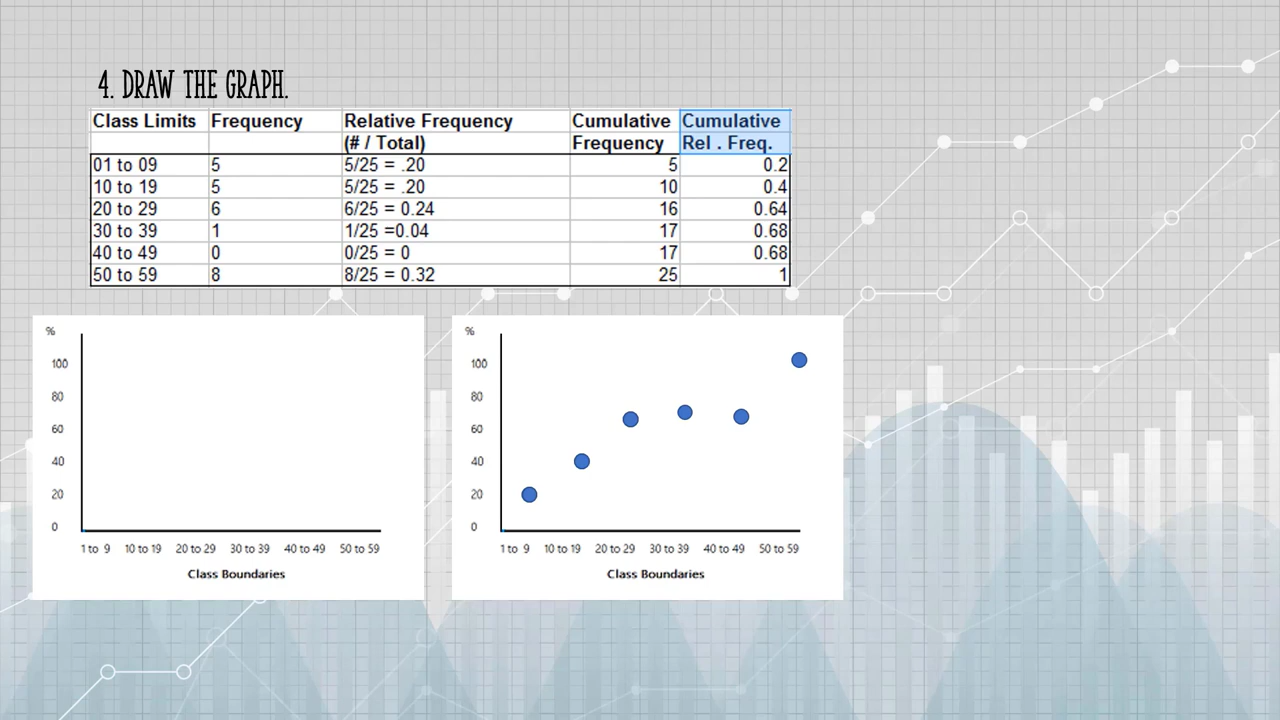 4. DRAW THE GRAPH.
Class Limits Frequency Relative Frequency Cumulative Cumulative
(# / Total) Frequency Rel . Freq.
01 to 09 5 5/25 = .20 5 0.2
10 to 19 5 5/25 = .20 10 0.4
20 to 29 6 6/25 = 0.24 16 0.64
30 to 39 1 1/25 =0.04 17 0.68
40 to 49 0 0/25 = 0 17 0.68
50 to 59 8 8/25 = 0.32 25 1
%
100
80
60
40
20
0
1 to 9 10 to 19 20 to 29 30 to 39 40 to 49 50 to 59
Class Boundaries
%
100
80
60
40
20
0
1 to 9 10 to 19 20 to 29 30 to 39 40 to 49 50 to 59
Class Boundaries